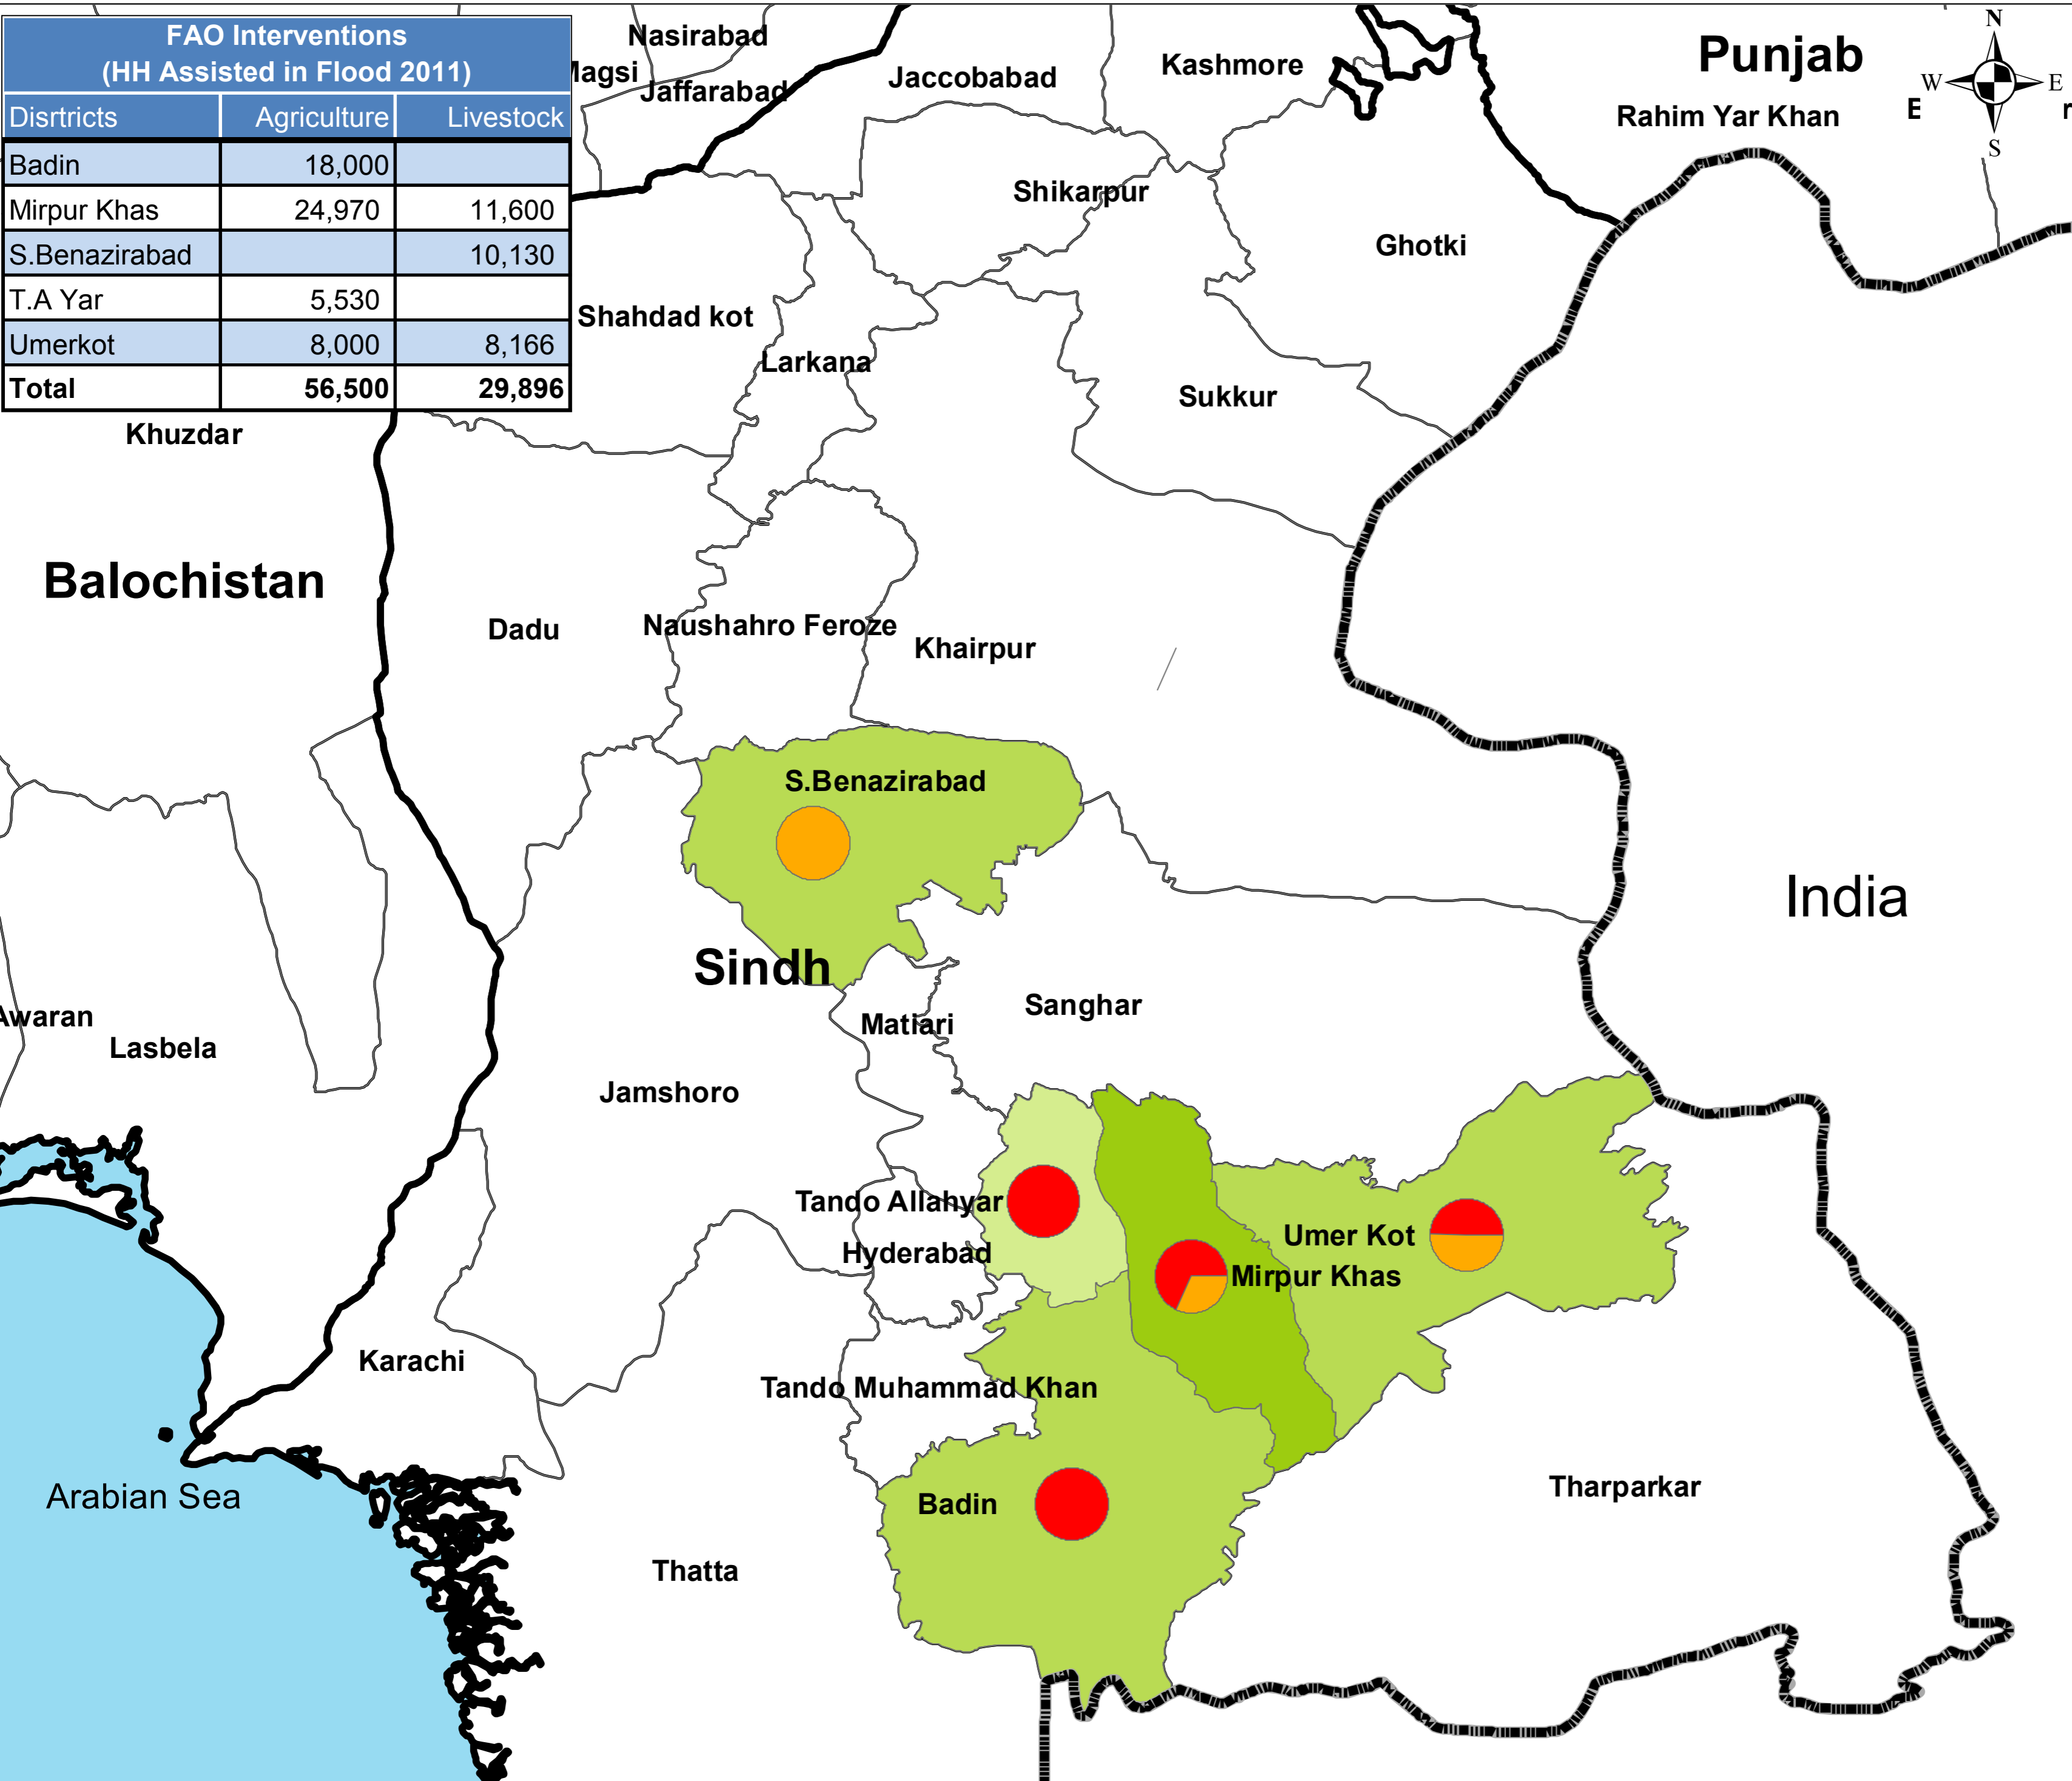 FAO Interventions
(HH Assisted in Flood 2011)
Disrtricts Agriculture Livestock
Badin 18,000
Mirpur Khas 24,970 11,600
S.Benazirabad 10,130
T.A Yar 5,530
Umerkot 8,000 8,166
Total 56,500 29,896
Nasirabad
Magsi
Jaffarabad
Jaccobabad
Kashmore
Punjab
Rahim Yar Khan
N
W E
S
E
r
Shikarpur
Ghotki
Shahdad kot
Larkana
Sukkur
Khuzdar
Balochistan
Dadu
Naushahro Feroze
Khairpur
S.Benazirabad
India
Sindh
Sanghar
Matiari
Awaran
Lasbela
Jamshoro
Tando Allahyar
Hyderabad
Umer Kot
Mirpur Khas
Karachi
Tando Muhammad Khan
Arabian Sea
Badin
Tharparkar
Thatta